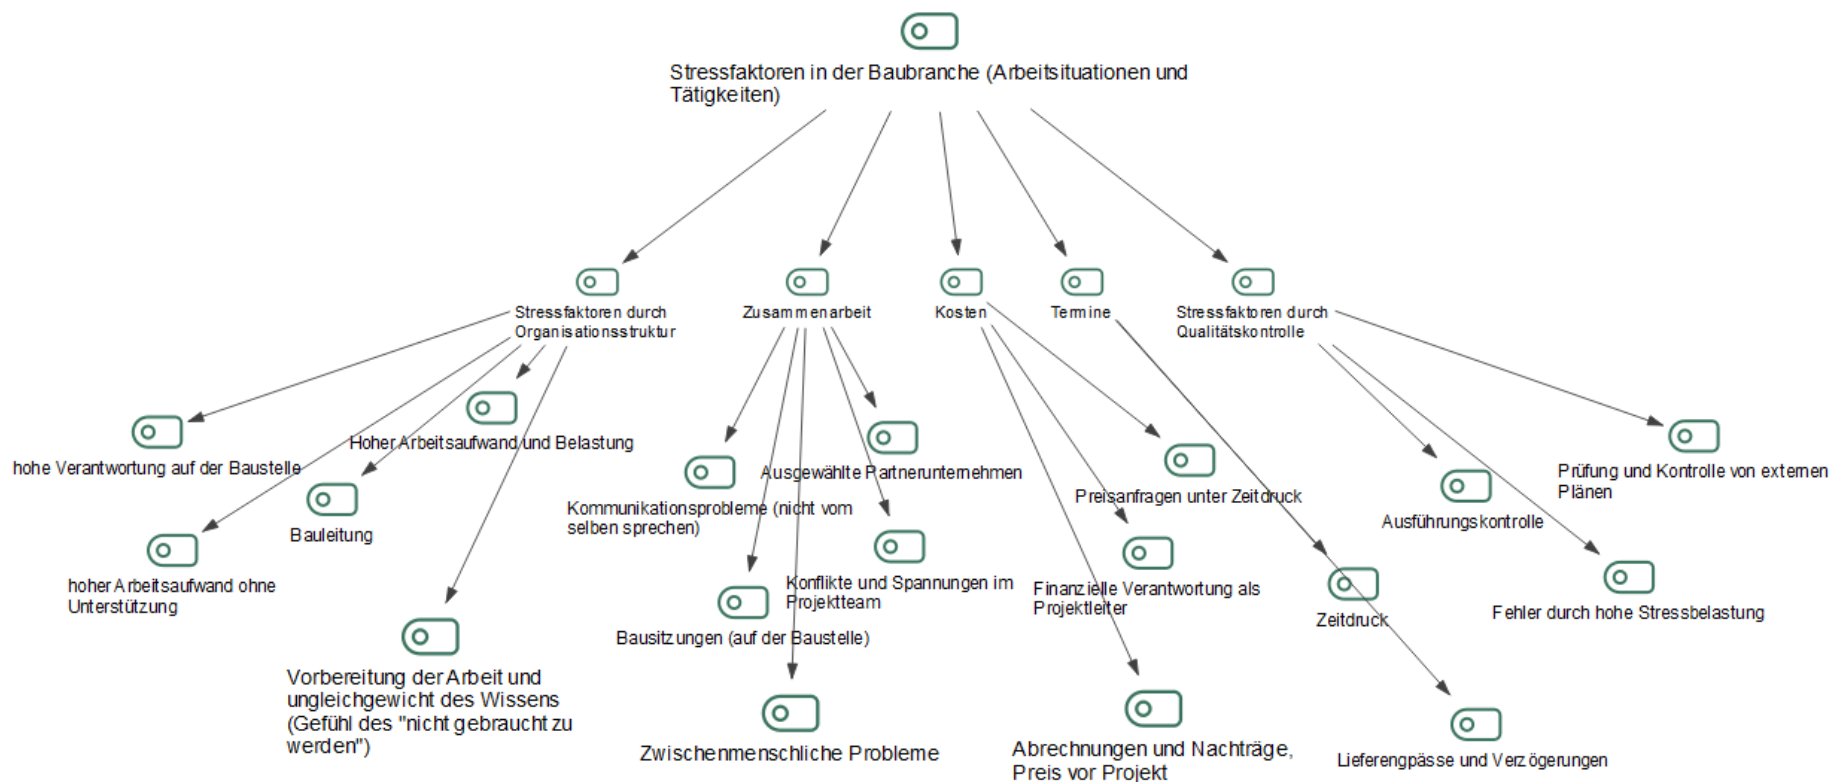 Stressfaktoren in der Baubranche (Arbeitsituationen und
Tätigkeiten)
Stressfaktoren durch
Organisationsstruktur
Zusammenarbeit
Kosten
Termine
Stressfaktoren durch
Qualitätskontrolle
hohe Verantwortung auf der Baustelle
Hoher Arbeitsaufwand und Belastung
Bauleitung
hoher Arbeitsaufwand ohne
Unterstützung
Vorbereitung der Arbeit und
ungleichgewicht des Wissens
(Gefühl des "nicht gebraucht zu
werden")
Ausgewählte Partnerunternehmen
Kommunikationsprobleme (nicht vom
selben sprechen)
Konflikte und Spannungen im
Projektteam
Bausitzungen (auf der Baustelle)
Zwischenmenschliche Probleme
Preisanfragen unter Zeitdruck
Finanzielle Verantwortung als
Projektleiter
Abrechnungen und Nachträge,
Preis vor Projekt
Zeitdruck
Lieferengpässe und Verzögerungen
Prüfung und Kontrolle von externen
Plänen
Ausführungskontrolle
Fehler durch hohe Stressbelastung